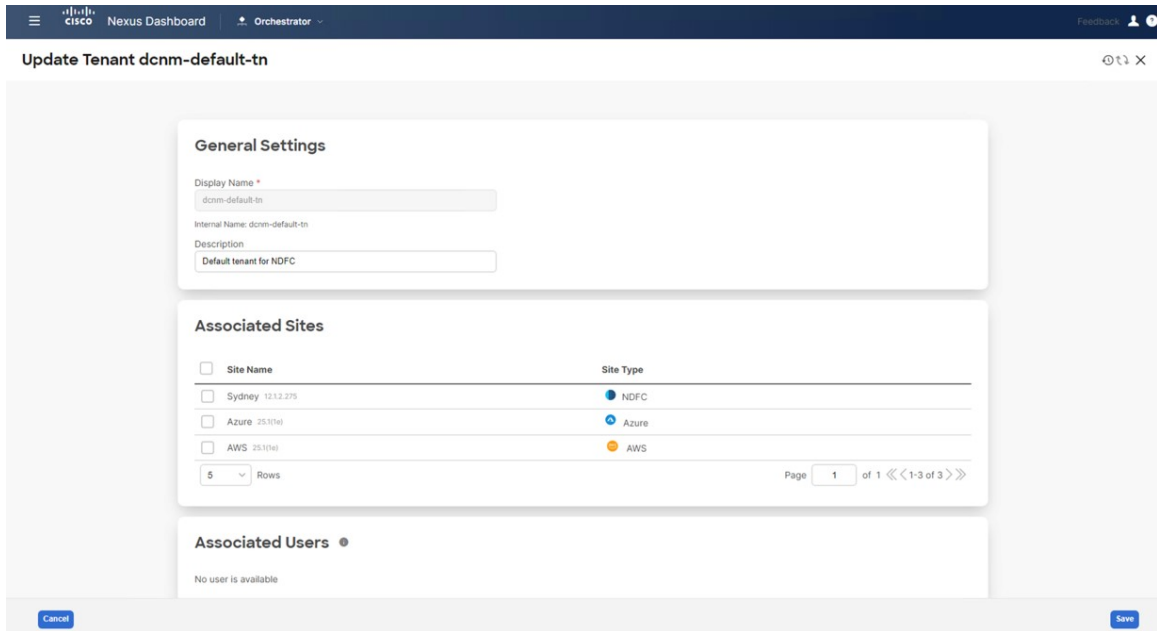 cisco Nexus Dashboard Orchestrator Feedback
Update Tenant dcnm-default-tn
General Settings
Display Name *
dcnm-default-tn
Internal Name: dcnm-default-tn
Description
Default tenant for NDFC
Associated Sites
Site Name Site Type
Sydney 12.1.2.275 NDFC
Azure 25.1(1e) Azure
AWS 25.1(1e) AWS
5 Rows Page 1 of 1 1-3 of 3
Associated Users
No user is available
Cancel Save